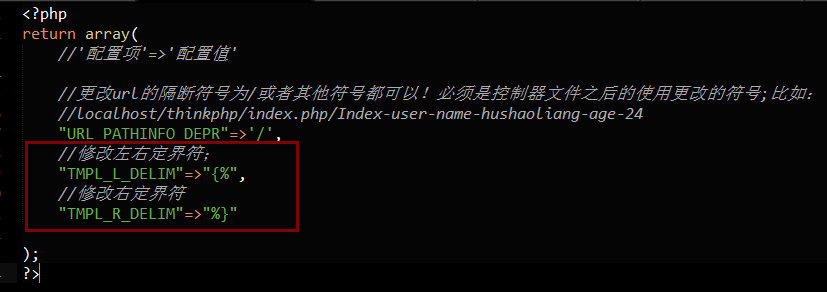 <?php
return array(
//'配置项'=>'配置值'
//更改url的隔断符号为/或者其他符号都可以！必须是控制器文件之后的使用更改的符号;比如：
//localhost/thinkphp/index.php/Index-user-name-hushaoliang-age-24
"URL_PATHINFO_DEPR"=>'/',
//修改左右定界符;
"TMPL_L_DELIM"=>"{%",
//修改右定界符
"TMPL_R_DELIM"=>"%}"
);
?>